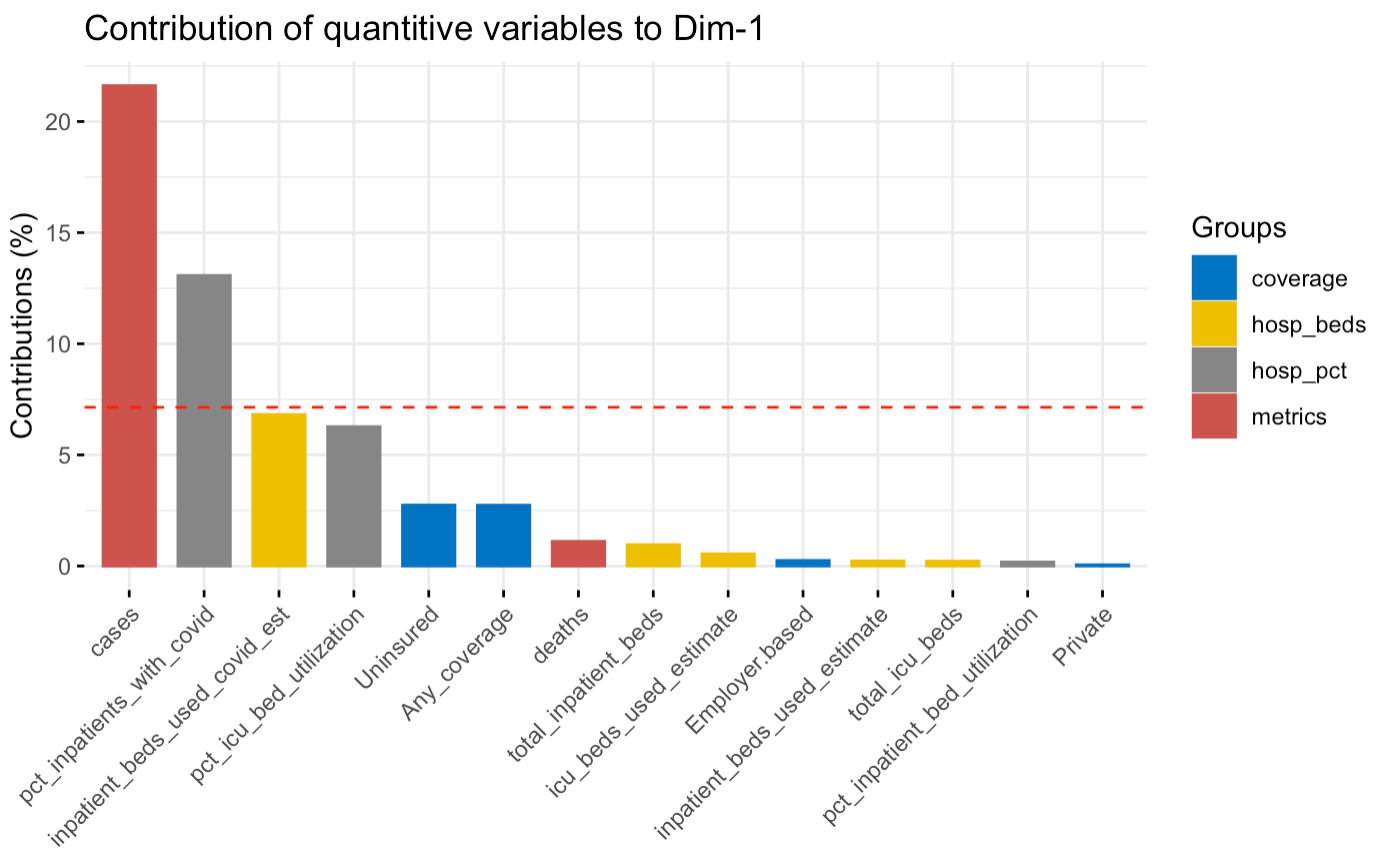 Contribution of quantitive variables to Dim-1
Contributions (%)
20
15
10
5
0
cases
pct_inpatients_with_covid
inpatient_beds_used_covid_est
pct_icu_bed_utilization
Uninsured
Any_coverage
deaths
total_inpatient_beds
icu_beds_used_estimate
Employer.based
inpatient_beds_used_estimate
total_icu_beds
pct_inpatient_bed_utilization
Private
Groups
coverage
hosp_beds
hosp_pct
metrics